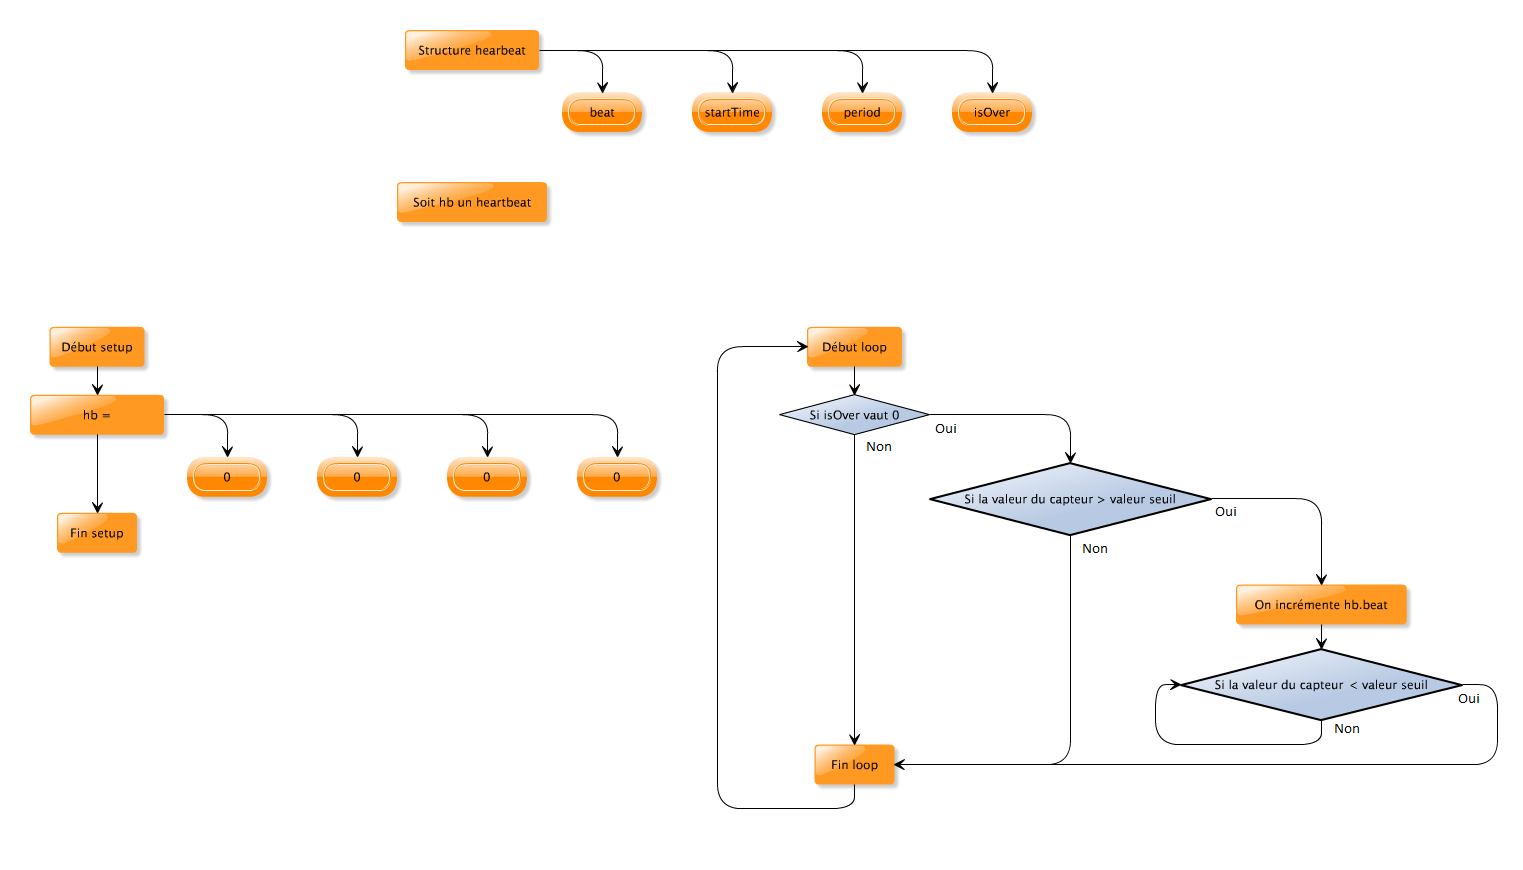 Structure hearbeat
beat
startTime
period
isOver
Soit hb un heartbeat
Début setup
hb =
0
0
0
0
Fin setup
Début loop
Si isOver vaut 0
Oui
Non
Si la valeur du capteur > valeur seuil
Oui
Non
On incrémente hb.beat
Si la valeur du capteur < valeur seuil
Oui
Non
Fin loop